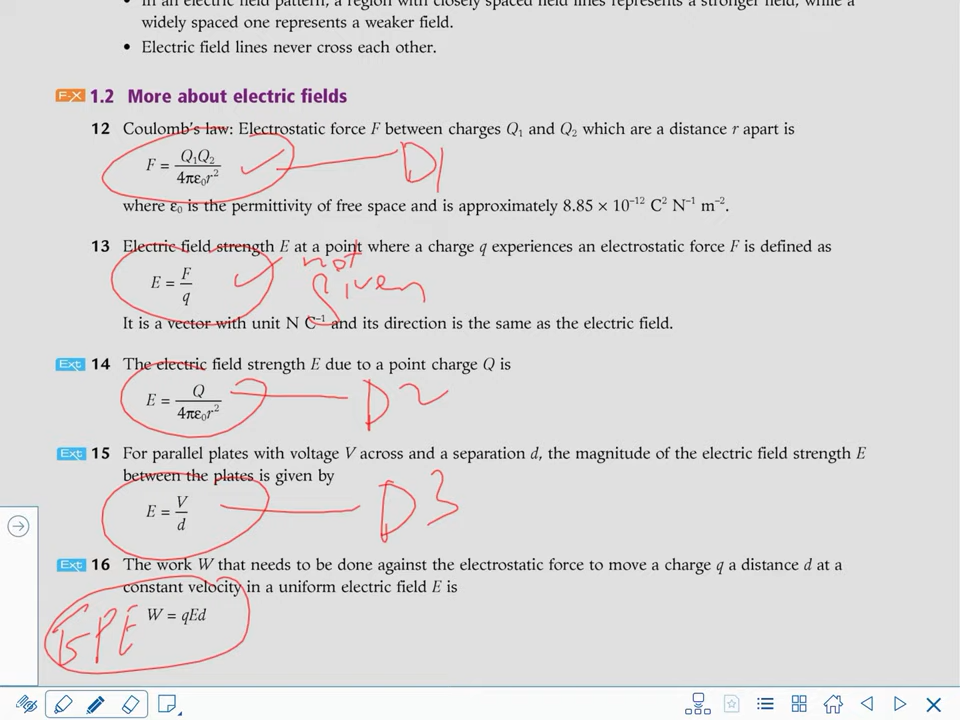 • In an electric field pattern, a region with closely spaced field lines represents a stronger field, while a
widely spaced one represents a weaker field.
• Electric field lines never cross each other.
F-X 1.2 More about electric fields
12 Coulomb's law: Electrostatic force F between charges Q₁ and Q₂ which are a distance r apart is
F = Q₁Q₂ / 4πε₀r²
D1
where ε₀ is the permittivity of free space and is approximately 8.85 × 10⁻¹² C² N⁻¹ m⁻².
13 Electric field strength E at a point where a charge q experiences an electrostatic force F is defined as
not
E = F / q
given
It is a vector with unit N C⁻¹ and its direction is the same as the electric field.
Ext 14 The electric field strength E due to a point charge Q is
E = Q / 4πε₀r²
D2
Ext 15 For parallel plates with voltage V across and a separation d, the magnitude of the electric field strength E
between the plates is given by
E = V / d
D3
Ext 16 The work W that needs to be done against the electrostatic force to move a charge q a distance d at a
constant velocity in a uniform electric field E is
W = qEd